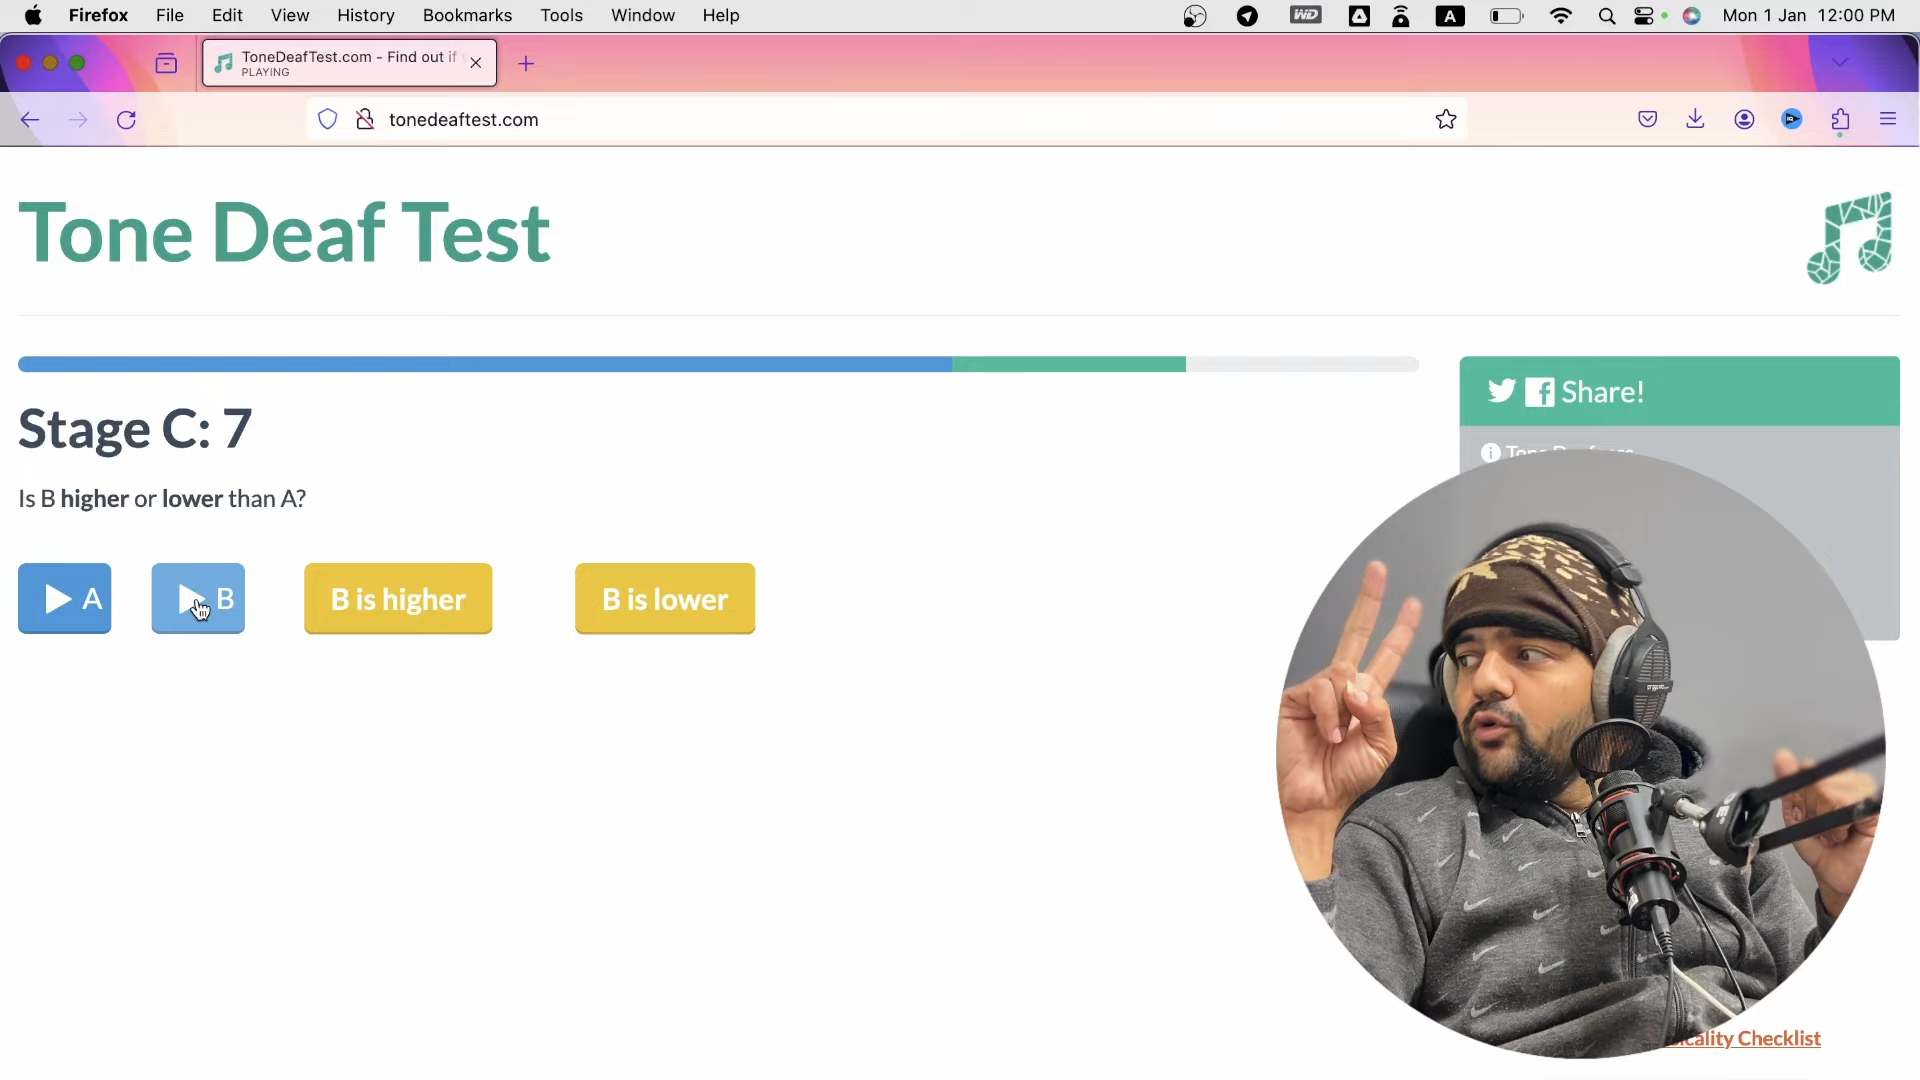 Firefox File Edit View History Bookmarks Tools Window Help WD A Mon 1 Jan 12:00 PM
ToneDeafTest.com - Find out if
PLAYING
tonedeaftest.com
Tone Deaf Test
Stage C: 7
Is B higher or lower than A?
A B B is higher B is lower
Share!
Checklist